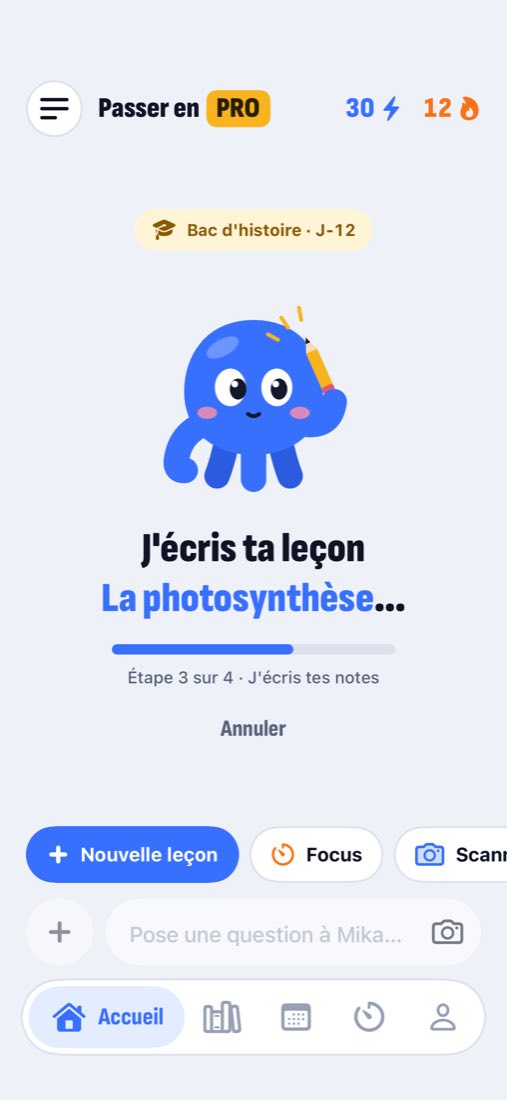 Passer en PRO
30
12
Bac d'histoire · J-12
J'écris ta leçon
La photosynthèse...
Étape 3 sur 4 · J'écris tes notes
Annuler
Nouvelle leçon
Focus
Scanr
Pose une question à Mika...
Accueil